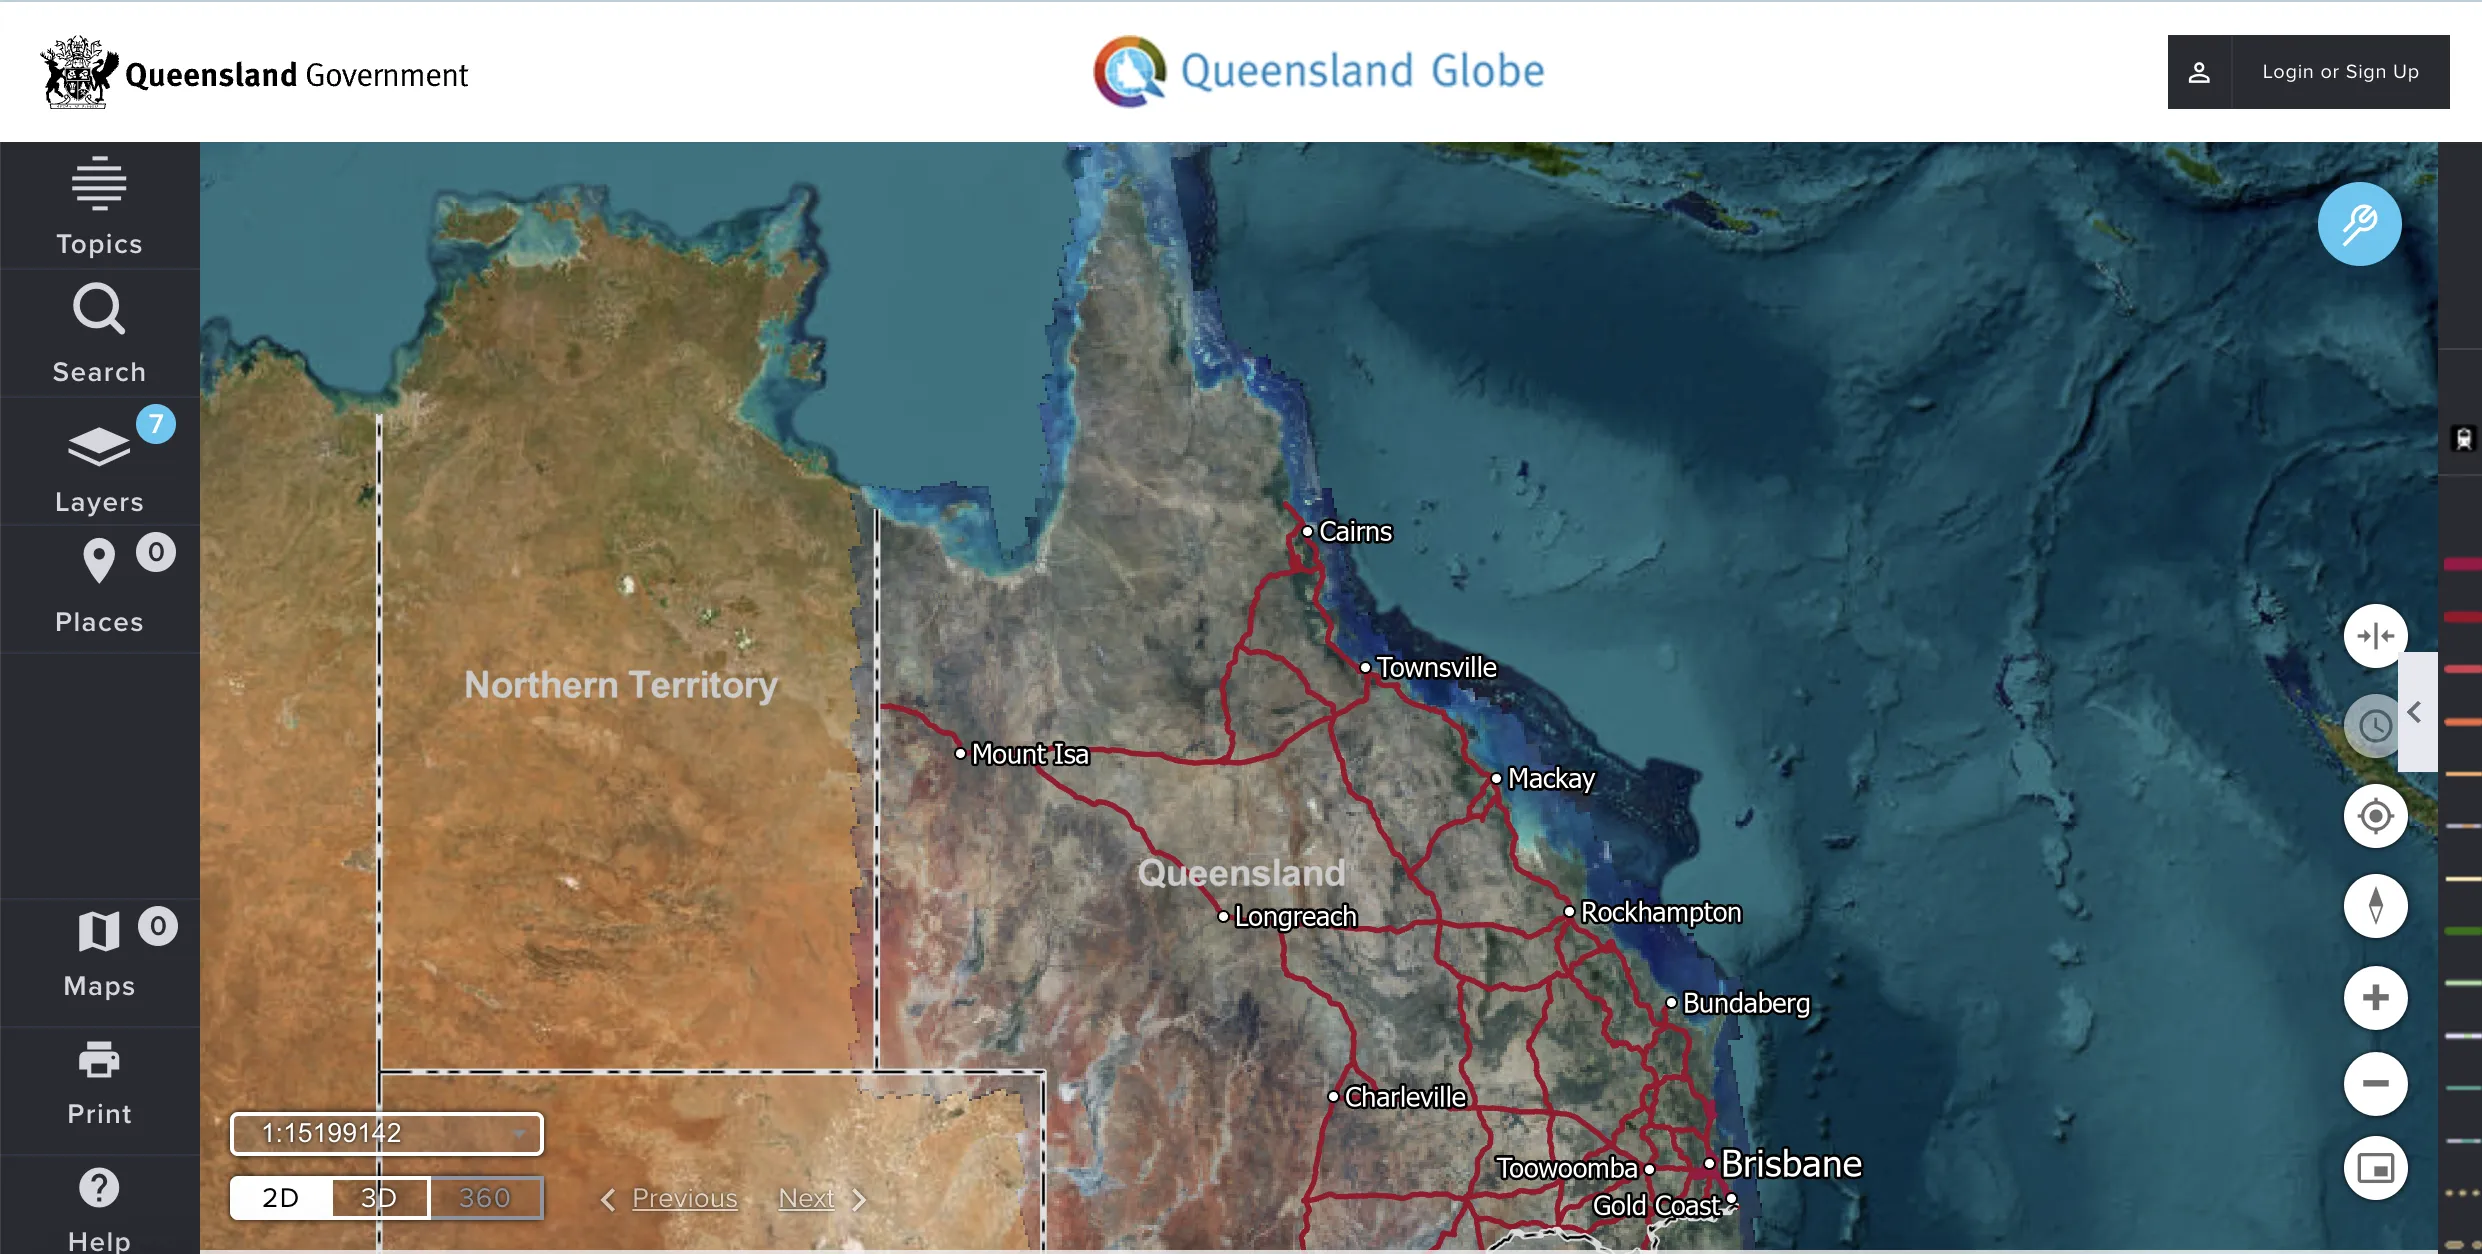 Queensland Government
Queensland Globe
Login or Sign Up
Topics
Search
7
Layers
0
Places
0
Maps
Print
Help
Cairns
Townsville
Northern Territory
Mount Isa
Mackay
Queensland
Longreach
Rockhampton
Bundaberg
Charleville
Toowoomba
Brisbane
Gold Coast
1:15199142
2D 3D 360
Previous Next